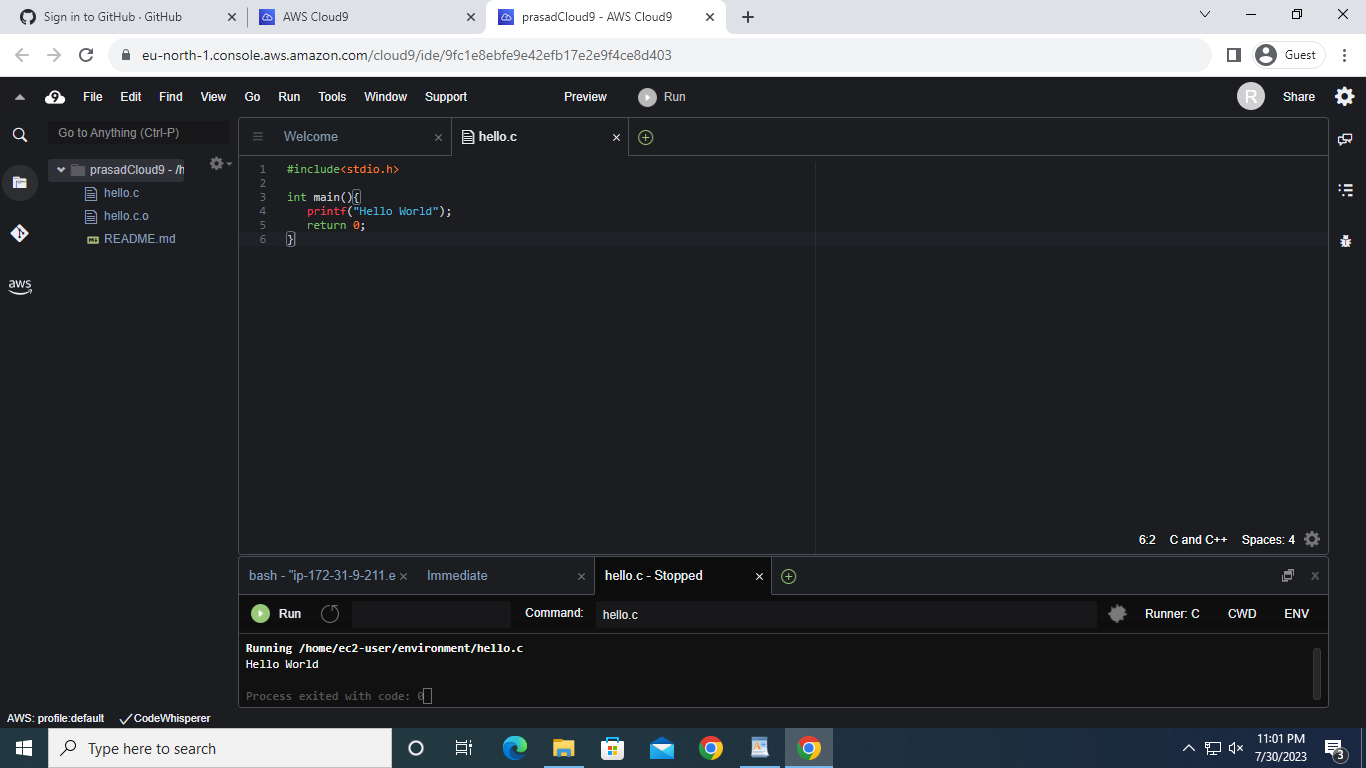 Sign in to GitHub · GitHub
AWS Cloud9
prasadCloud9 - AWS Cloud9
eu-north-1.console.aws.amazon.com/cloud9/ide/9fc1e8ebfe9e42efb17e2e9f4ce8d403
Guest
9 File Edit Find View Go Run Tools Window Support Preview Run R Share
Go to Anything (Ctrl-P)
Welcome
hello.c
prasadCloud9 - /h
hello.c
hello.c.o
README.md
aws
1 #include<stdio.h>
2
3 int main(){
4 printf("Hello World");
5 return 0;
6 }
6:2 C and C++ Spaces: 4
bash - "ip-172-31-9-211.e
Immediate
hello.c - Stopped
Run Command: hello.c Runner: C CWD ENV
Running /home/ec2-user/environment/hello.c
Hello World
Process exited with code: 0
AWS: profile:default CodeWhisperer
Type here to search
11:01 PM
7/30/2023
3